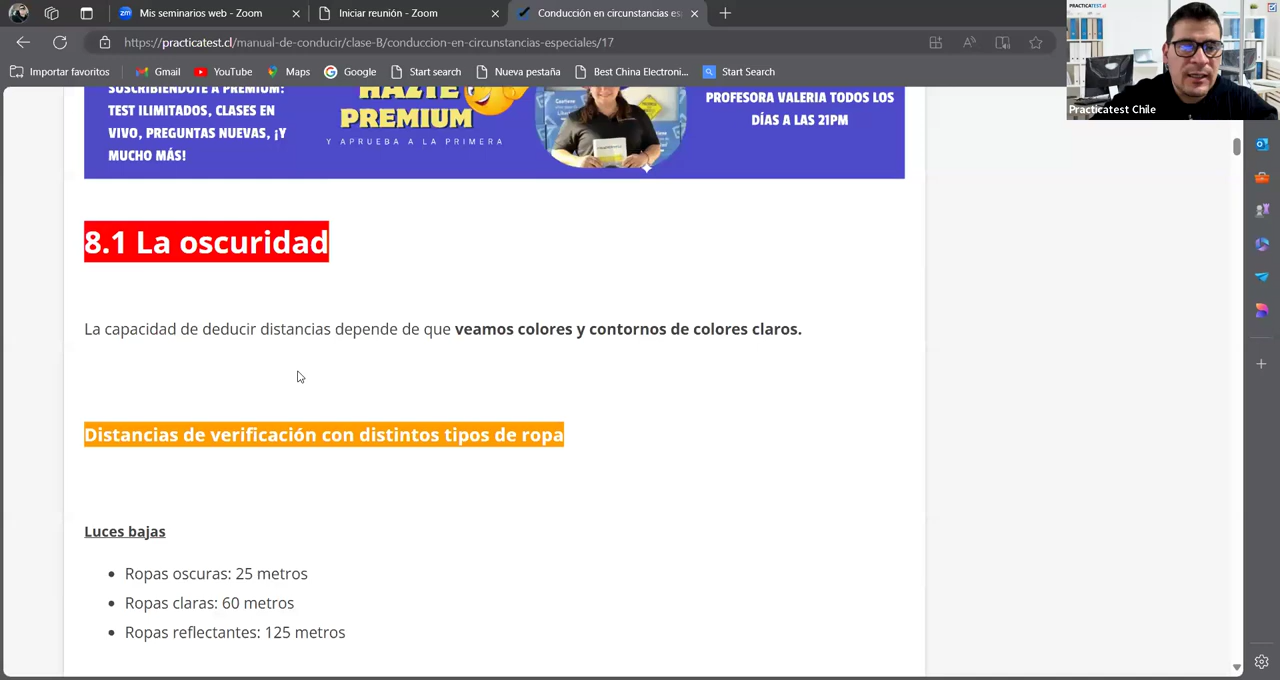 Mis seminarios web - Zoom
Iniciar reunión - Zoom
Conducción en circunstancias es
https://practicatest.cl/manual-de-conducir/clase-B/conduccion-en-circunstancias-especiales/17
Importar favoritos
Gmail
YouTube
Maps
Google
Start search
Nueva pestaña
Best China Electroni...
Start Search
PRACTICATEST.cl
Practicatest Chile
SUSCRIBIÉNDOTE A PREMIUM:
TEST ILIMITADOS, CLASES EN
VIVO, PREGUNTAS NUEVAS, ¡Y
MUCHO MÁS!
HAZTE
PREMIUM
Y APRUEBA A LA PRIMERA
PROFESORA VALERIA TODOS LOS
DÍAS A LAS 21PM
8.1 La oscuridad
La capacidad de deducir distancias depende de que veamos colores y contornos de colores claros.
Distancias de verificación con distintos tipos de ropa
Luces bajas
Ropas oscuras: 25 metros
Ropas claras: 60 metros
Ropas reflectantes: 125 metros